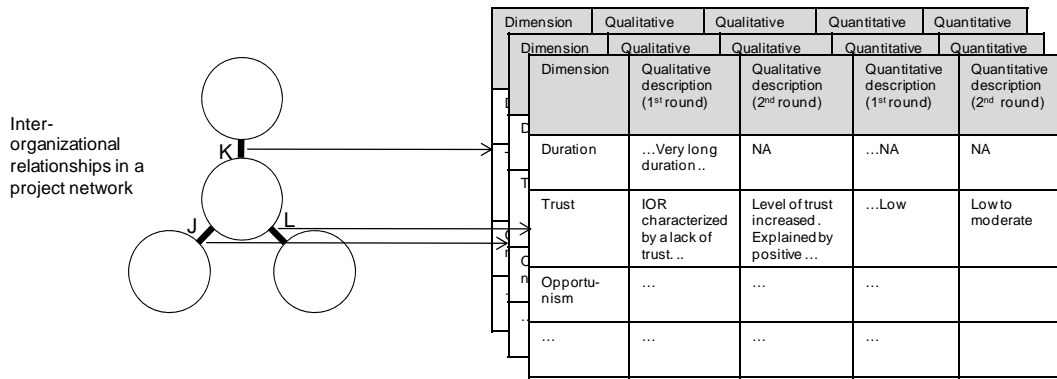 Inter-
organizational
relationships in a
project network
K
J
L
Dimension Qualitative Qualitative Quantitative Quantitative
Dimension Qualitative Qualitative Quantitative Quantitative
Dimension Qualitative description (1st round) Qualitative description (2nd round) Quantitative description (1st round) Quantitative description (2nd round)
Duration …Very long duration .. NA …NA NA
Trust IOR characterized by a lack of trust. .. Level of trust increased . Explained by positive … …Low Low to moderate
Opportu-
nism … … …
… … … …